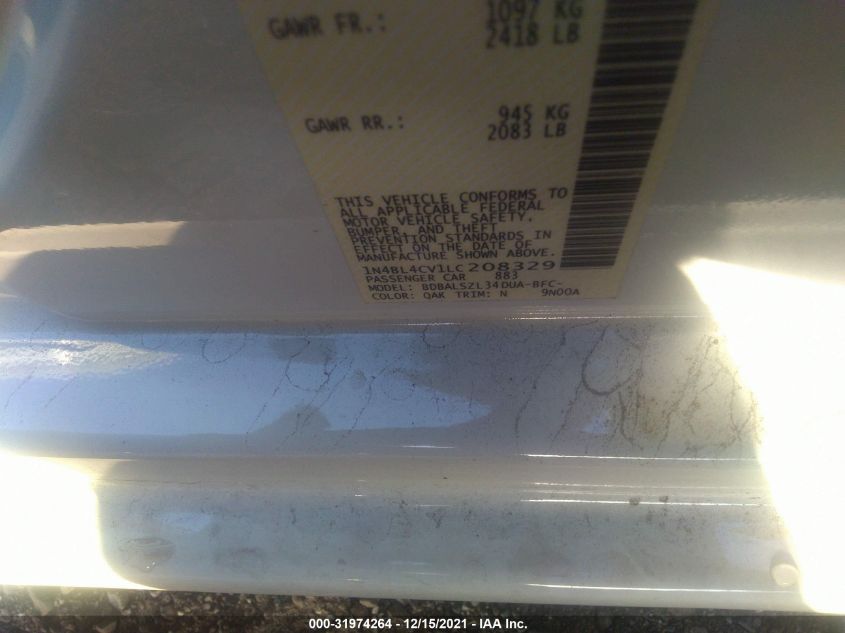 GAWR FR.: 1097 KG
2418 LB
GAWR RR.: 945 KG
2083 LB
THIS VEHICLE CONFORMS TO
ALL APPLICABLE FEDERAL
MOTOR VEHICLE SAFETY,
BUMPER, AND THEFT
PREVENTION STANDARDS IN
EFFECT ON THE DATE OF
MANUFACTURE SHOWN ABOVE.
1N4BL4CV1LC208329
PASSENGER CAR 883
MODEL: BDBALSZL34DUA-BFC-
COLOR: QAK TRIM: N 9N00A
000-31974264 - 12/15/2021 - IAA Inc.